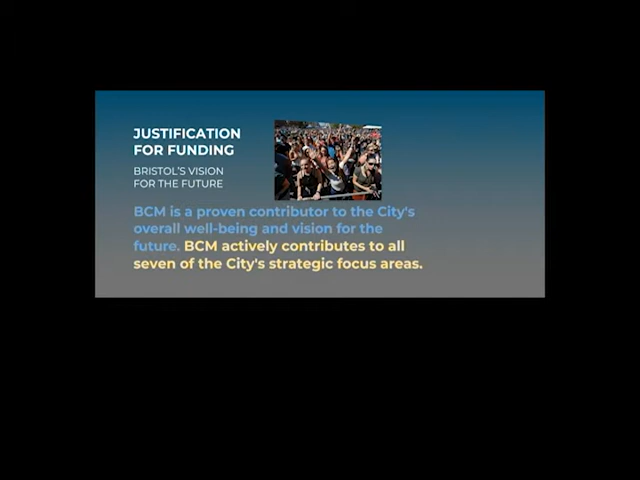 JUSTIFICATION
FOR FUNDING
BRISTOL'S VISION
FOR THE FUTURE
BCM is a proven contributor to the City's
overall well-being and vision for the
future. BCM actively contributes to all
seven of the City's strategic focus areas.